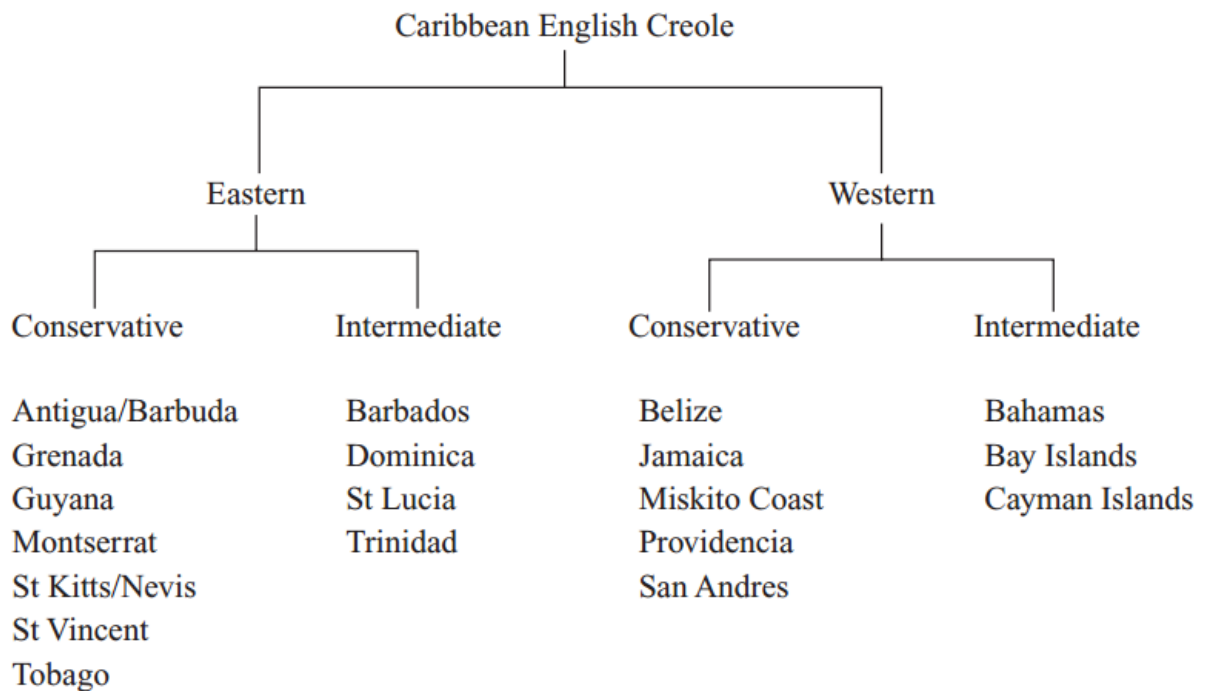 Caribbean English Creole
Eastern Western
Conservative Intermediate Conservative Intermediate
Antigua/Barbuda Barbados Belize Bahamas
Grenada Dominica Jamaica Bay Islands
Guyana St Lucia Miskito Coast Cayman Islands
Montserrat Trinidad Providencia
St Kitts/Nevis San Andres
St Vincent
Tobago